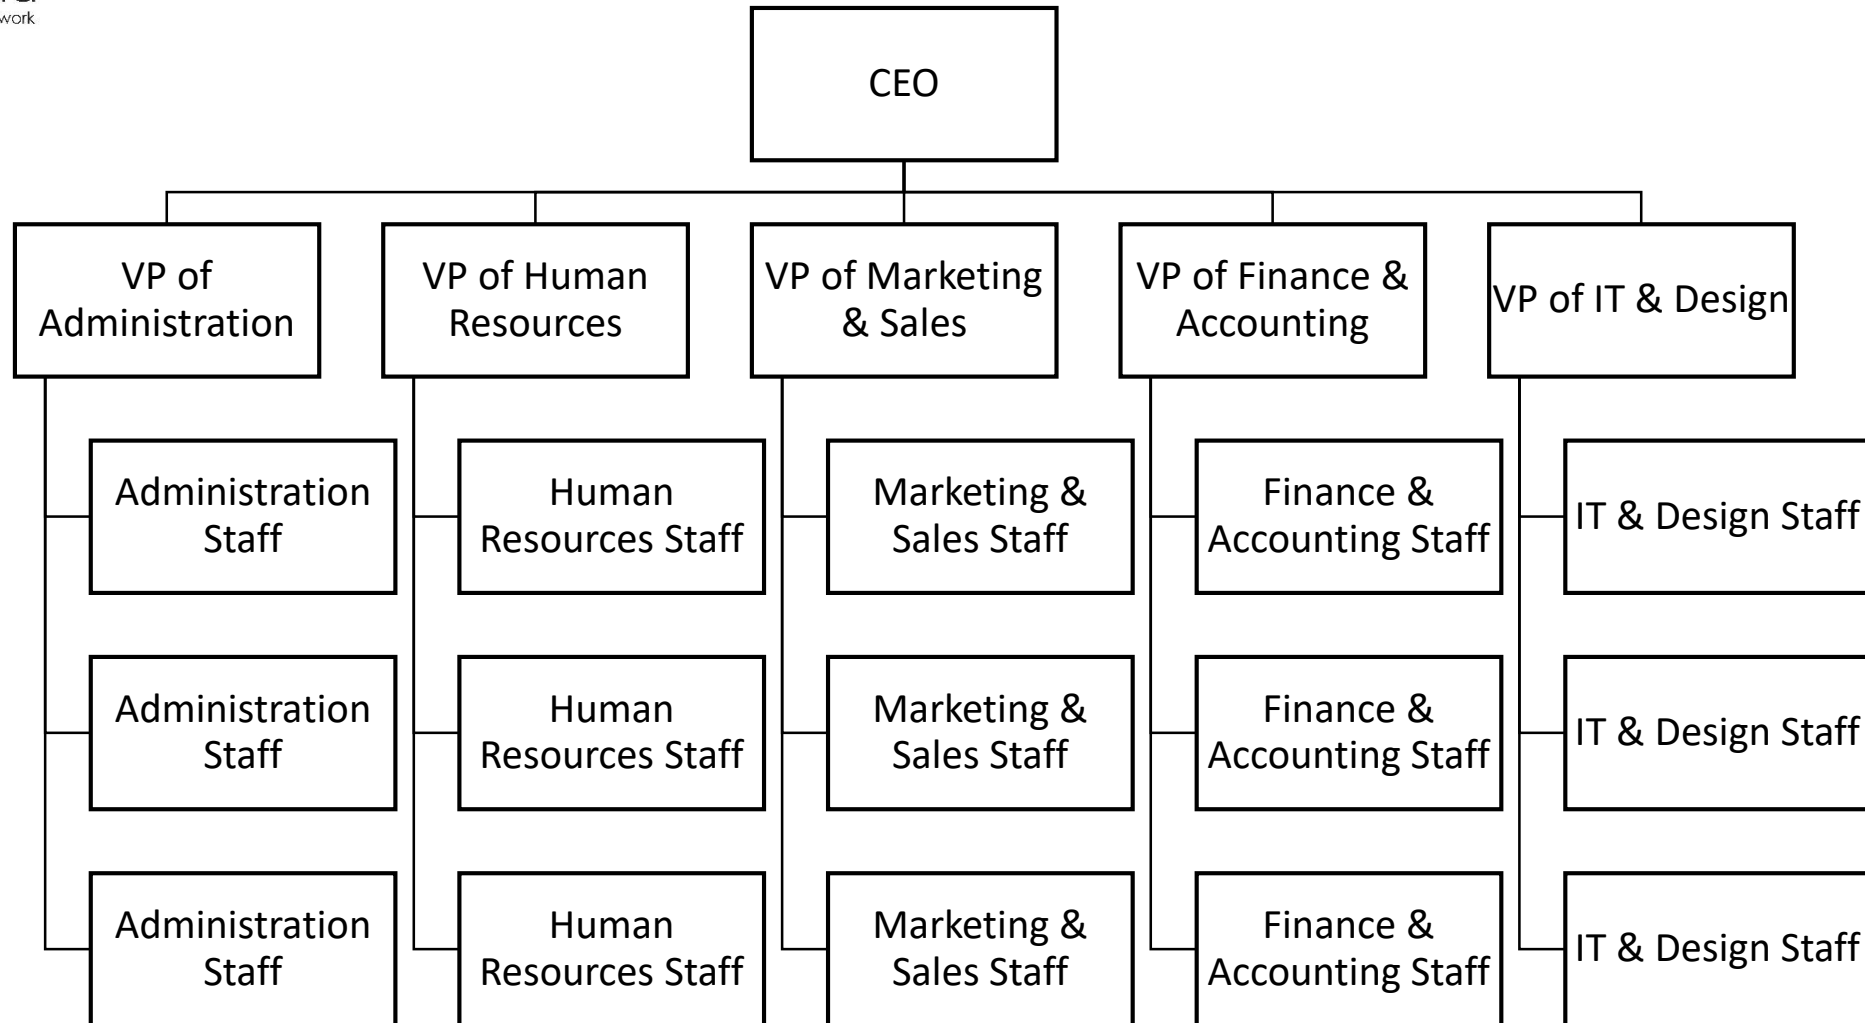 work
CEO
VP of
Administration
VP of Human
Resources
VP of Marketing
& Sales
VP of Finance &
Accounting
VP of IT & Design
Administration
Staff
Human
Resources Staff
Marketing &
Sales Staff
Finance &
Accounting Staff
IT & Design Staff
Administration
Staff
Human
Resources Staff
Marketing &
Sales Staff
Finance &
Accounting Staff
IT & Design Staff
Administration
Staff
Human
Resources Staff
Marketing &
Sales Staff
Finance &
Accounting Staff
IT & Design Staff